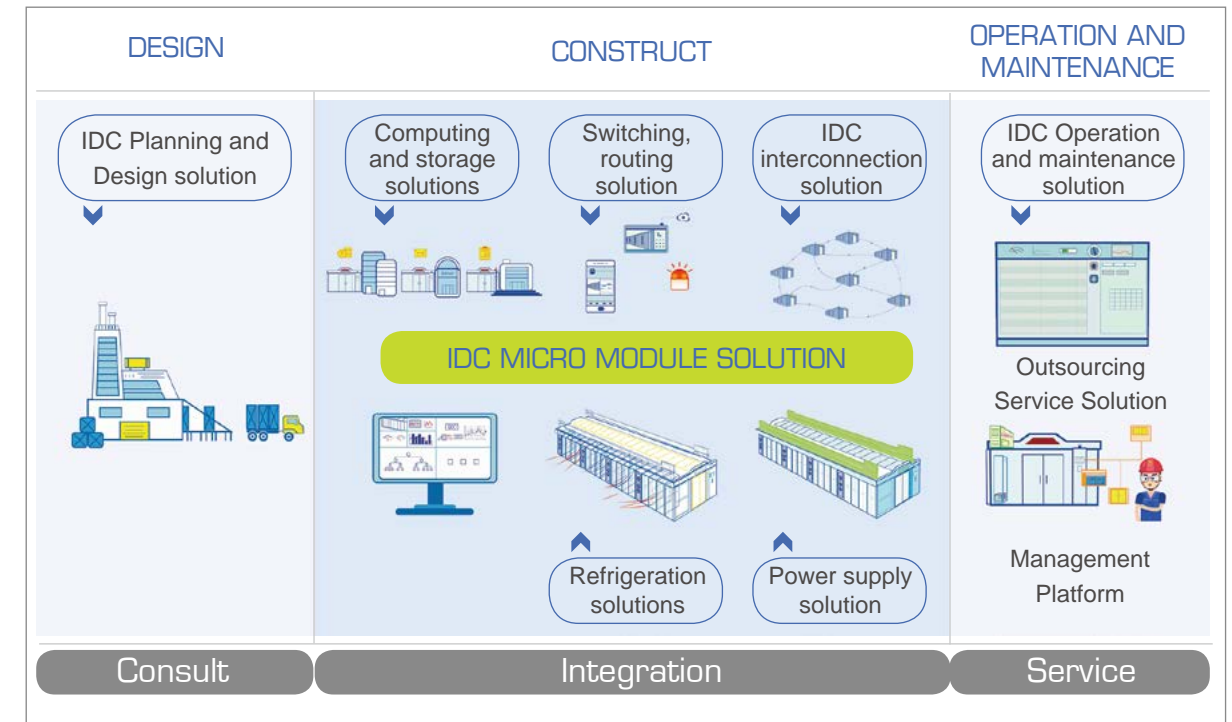 DESIGN
CONSTRUCT
OPERATION AND
MAINTENANCE
IDC Planning and
Design solution
Computing
and storage
solutions
Switching,
routing
solution
IDC
interconnection
solution
IDC Operation
and maintenance
solution
IDC MICRO MODULE SOLUTION
Outsourcing
Service Solution
Refrigeration
solutions
Power supply
solution
Management
Platform
Consult
Integration
Service